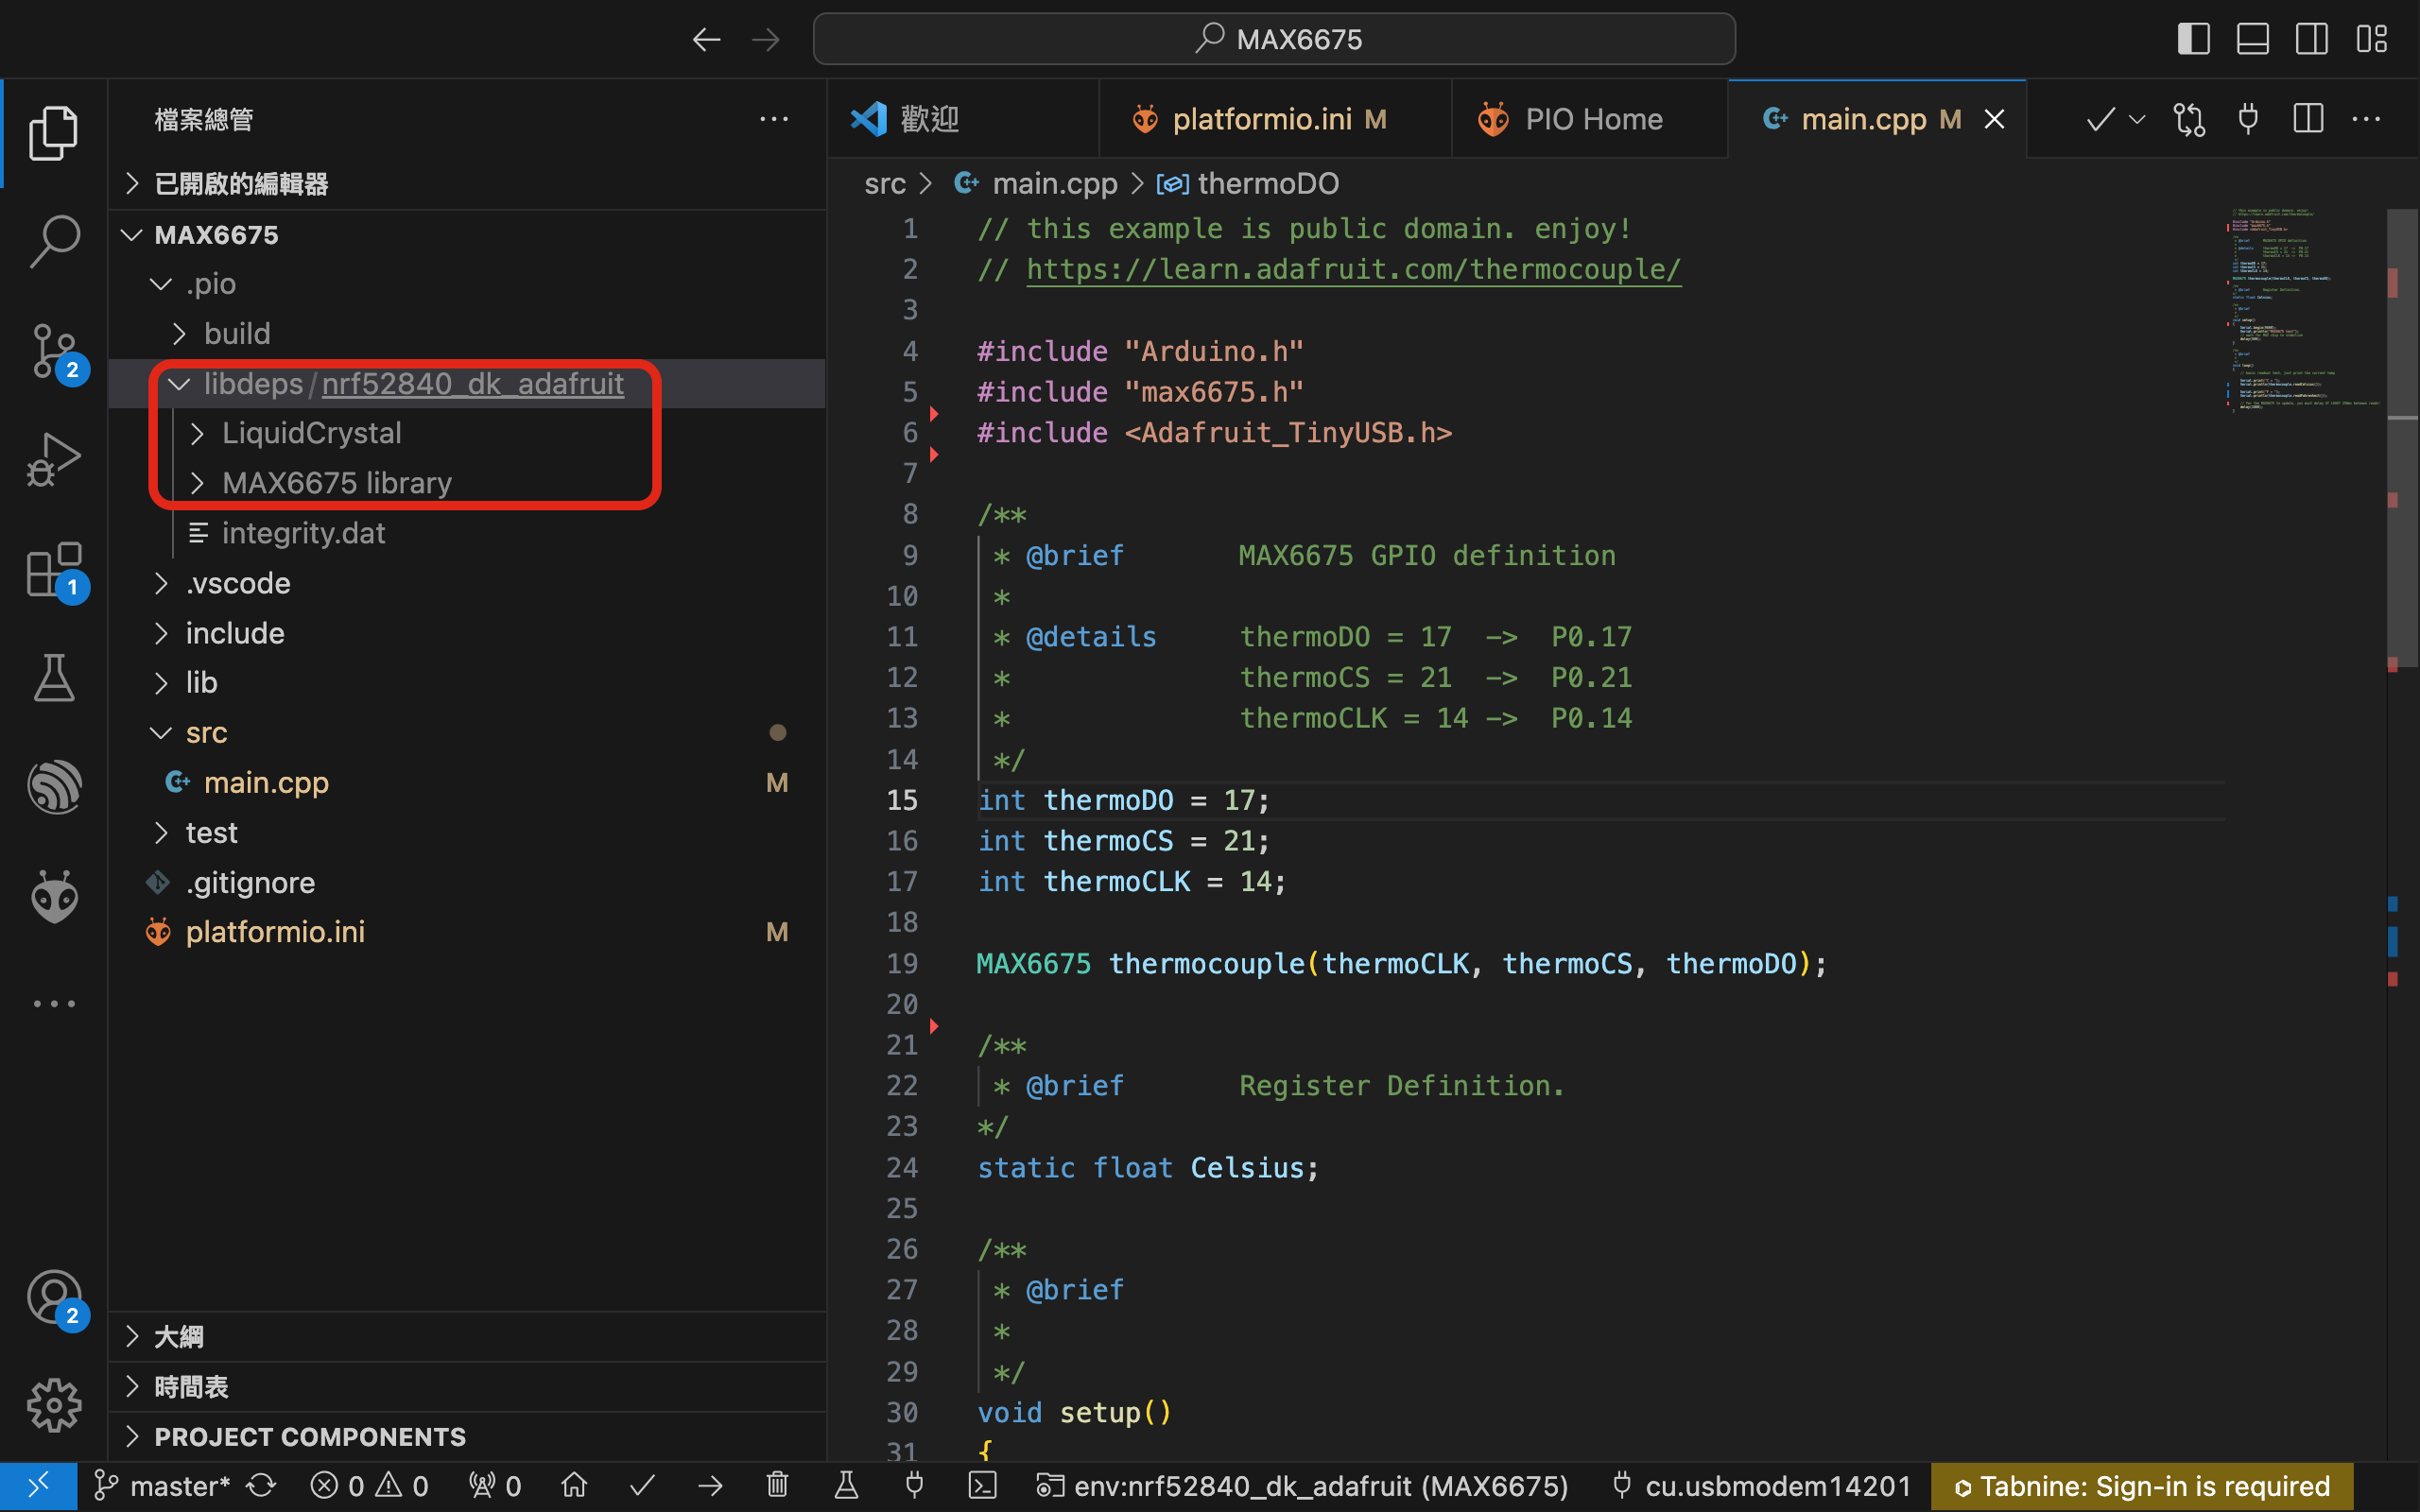 MAX6675
檔案總管
已開啟的編輯器
MAX6675
.pio
build
libdeps/nrf52840_dk_adafruit
LiquidCrystal
MAX6675 library
integrity.dat
.vscode
include
lib
src
main.cpp M
test
.gitignore
platformio.ini M
大綱
時間表
PROJECT COMPONENTS
2
1
2
歡迎
platformio.ini M
PIO Home
main.cpp M
src > main.cpp > thermoDO
1 // this example is public domain. enjoy!
2 // https://learn.adafruit.com/thermocouple/
3
4 #include "Arduino.h"
5 #include "max6675.h"
6 #include <Adafruit_TinyUSB.h>
7
8 /**
9 * @brief MAX6675 GPIO definition
10 *
11 * @details thermoDO = 17 -> P0.17
12 * thermoCS = 21 -> P0.21
13 * thermoCLK = 14 -> P0.14
14 */
15 int thermoDO = 17;
16 int thermoCS = 21;
17 int thermoCLK = 14;
18
19 MAX6675 thermocouple(thermoCLK, thermoCS, thermoDO);
20
21 /**
22 * @brief Register Definition.
23 */
24 static float Celsius;
25
26 /**
27 * @brief
28 *
29 */
30 void setup()
31 {
master* 0 0 0 env:nrf52840_dk_adafruit (MAX6675) cu.usbmodem14201 Tabnine: Sign-in is required